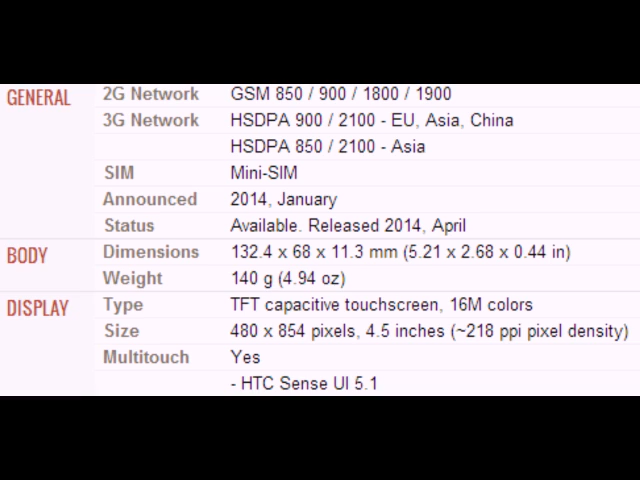 GENERAL 2G Network GSM 850 / 900 / 1800 / 1900
3G Network HSDPA 900 / 2100 - EU, Asia, China
HSDPA 850 / 2100 - Asia
SIM Mini-SIM
Announced 2014, January
Status Available. Released 2014, April
BODY Dimensions 132.4 x 68 x 11.3 mm (5.21 x 2.68 x 0.44 in)
Weight 140 g (4.94 oz)
DISPLAY Type TFT capacitive touchscreen, 16M colors
Size 480 x 854 pixels, 4.5 inches (~218 ppi pixel density)
Multitouch Yes
- HTC Sense UI 5.1